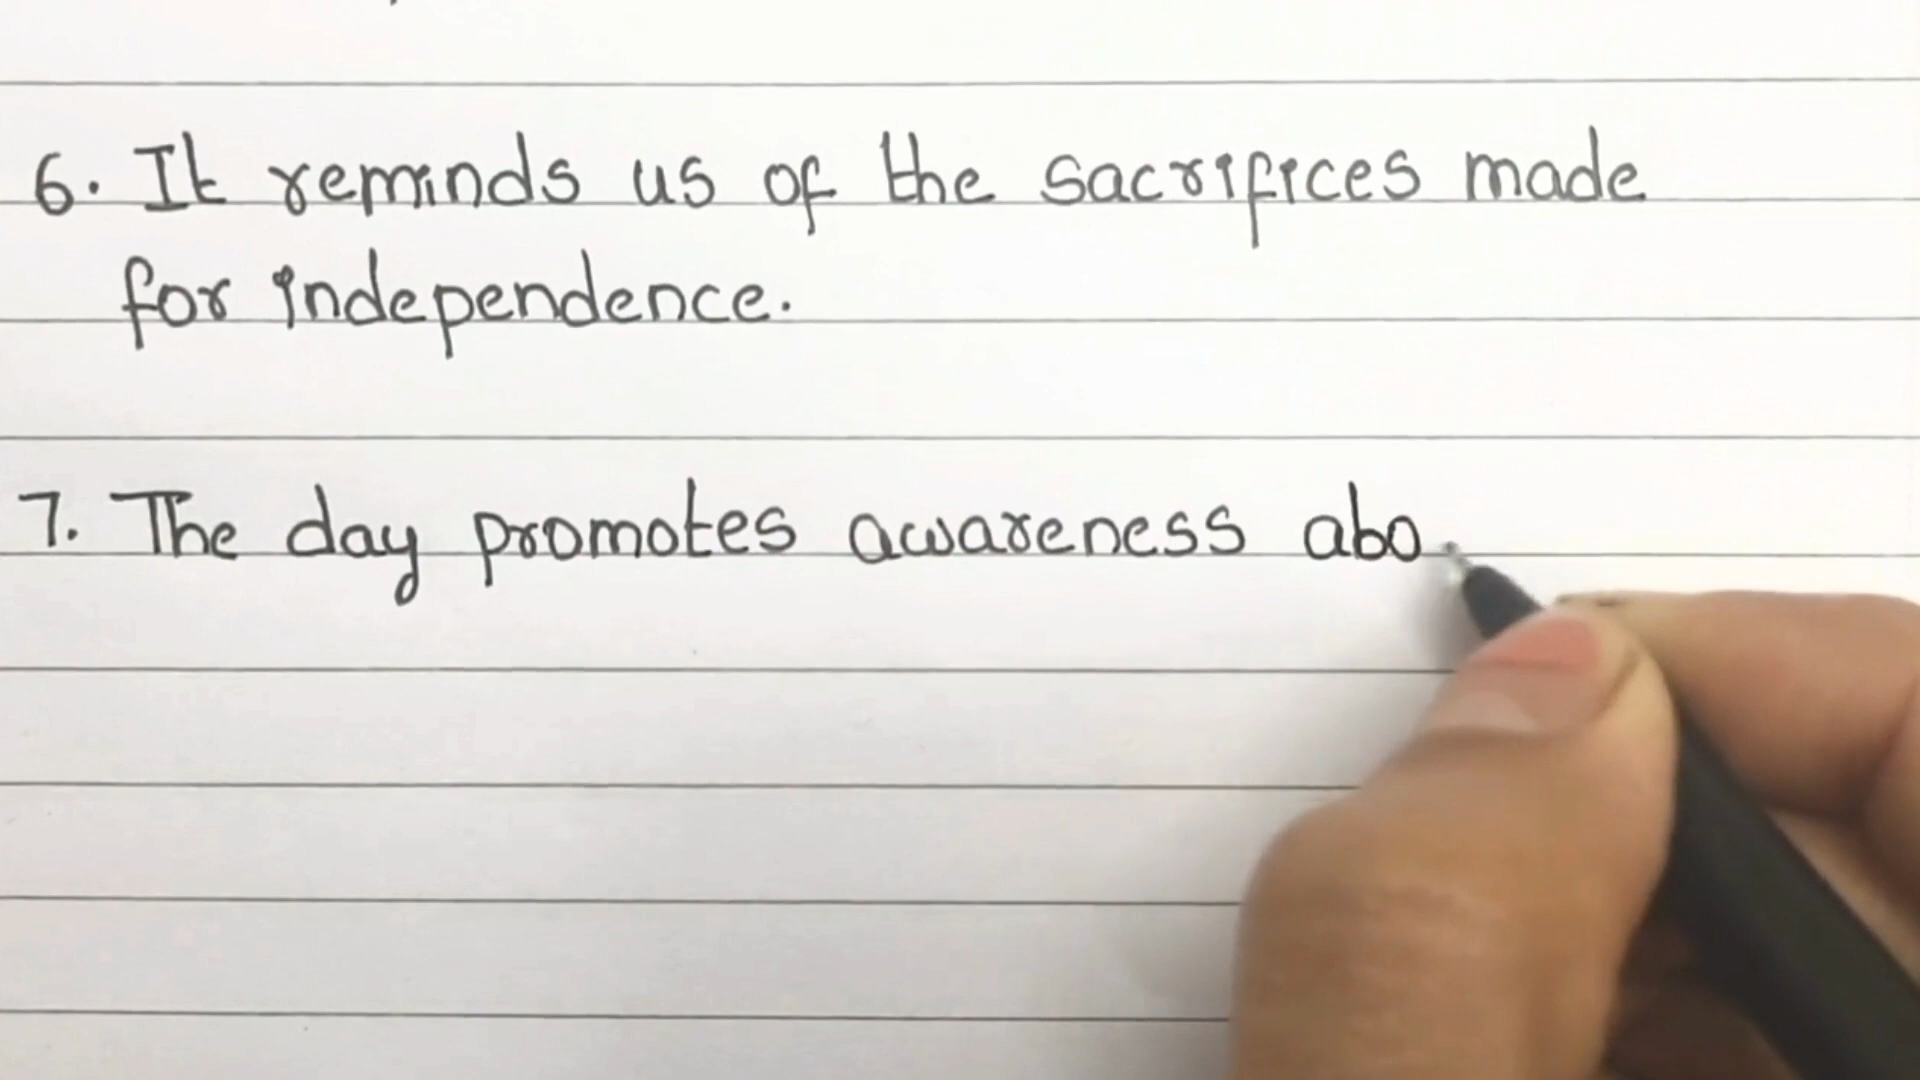 6. It reminds us of the sacrifices made
for independence.
7. The day promotes awareness abo